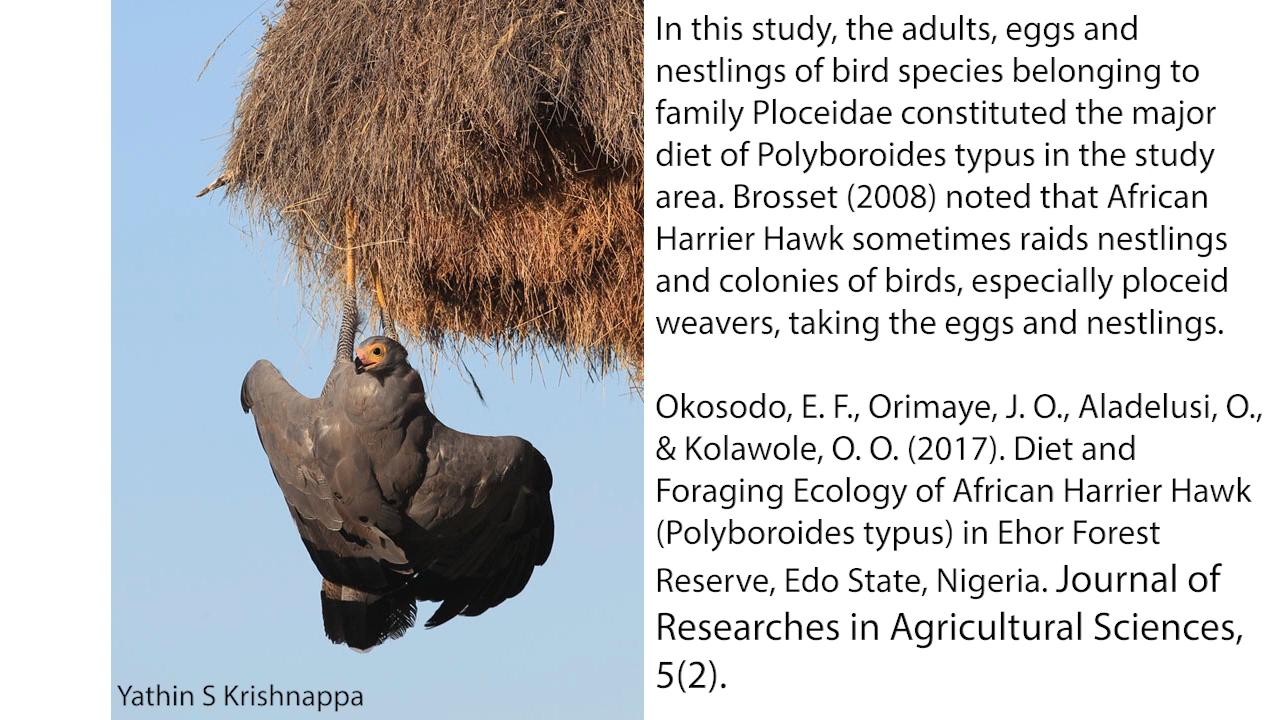 In this study, the adults, eggs and
nestlings of bird species belonging to
family Ploceidae constituted the major
diet of Polyboroides typus in the study
area. Brosset (2008) noted that African
Harrier Hawk sometimes raids nestlings
and colonies of birds, especially ploceid
weavers, taking the eggs and nestlings.
Okosodo, E. F., Orimaye, J. O., Aladelusi, O.,
& Kolawole, O. O. (2017). Diet and
Foraging Ecology of African Harrier Hawk
(Polyboroides typus) in Ehor Forest
Reserve, Edo State, Nigeria. Journal of
Researches in Agricultural Sciences,
5(2).
Yathin S Krishnappa